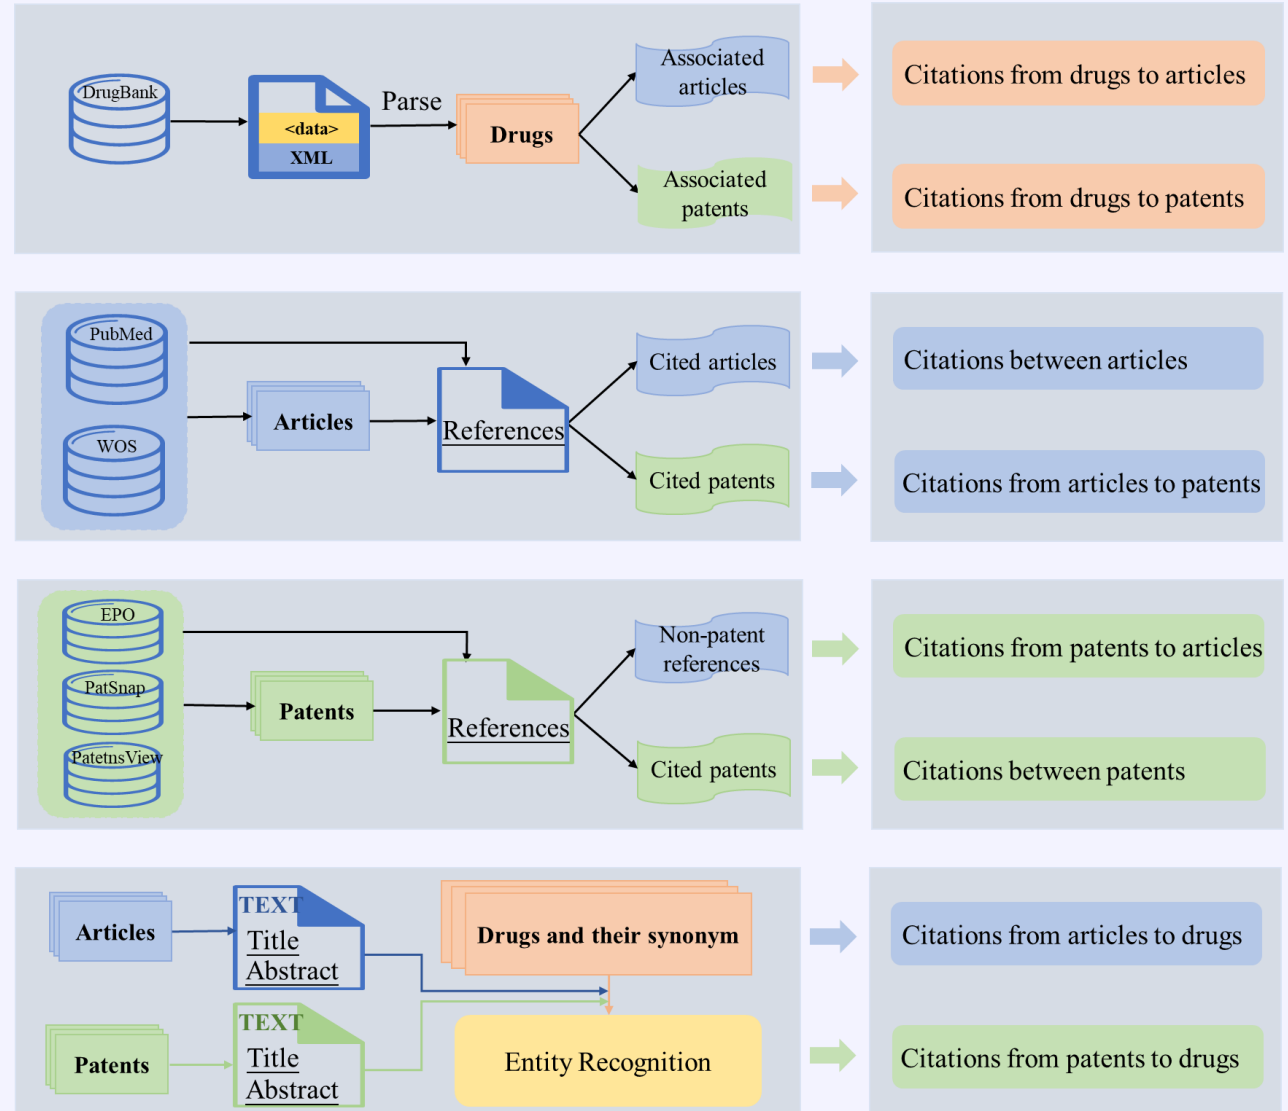 DrugBank
<data>
XML
Parse
Drugs
Associated
articles
Associated
patents
Citations from drugs to articles
Citations from drugs to patents
PubMed
WOS
Articles
References
Cited articles
Cited patents
Citations between articles
Citations from articles to patents
EPO
PatSnap
PatetnsView
Patents
References
Non-patent
references
Cited patents
Citations from patents to articles
Citations between patents
Articles
TEXT
Title
Abstract
Patents
TEXT
Title
Abstract
Drugs and their synonym
Entity Recognition
Citations from articles to drugs
Citations from patents to drugs